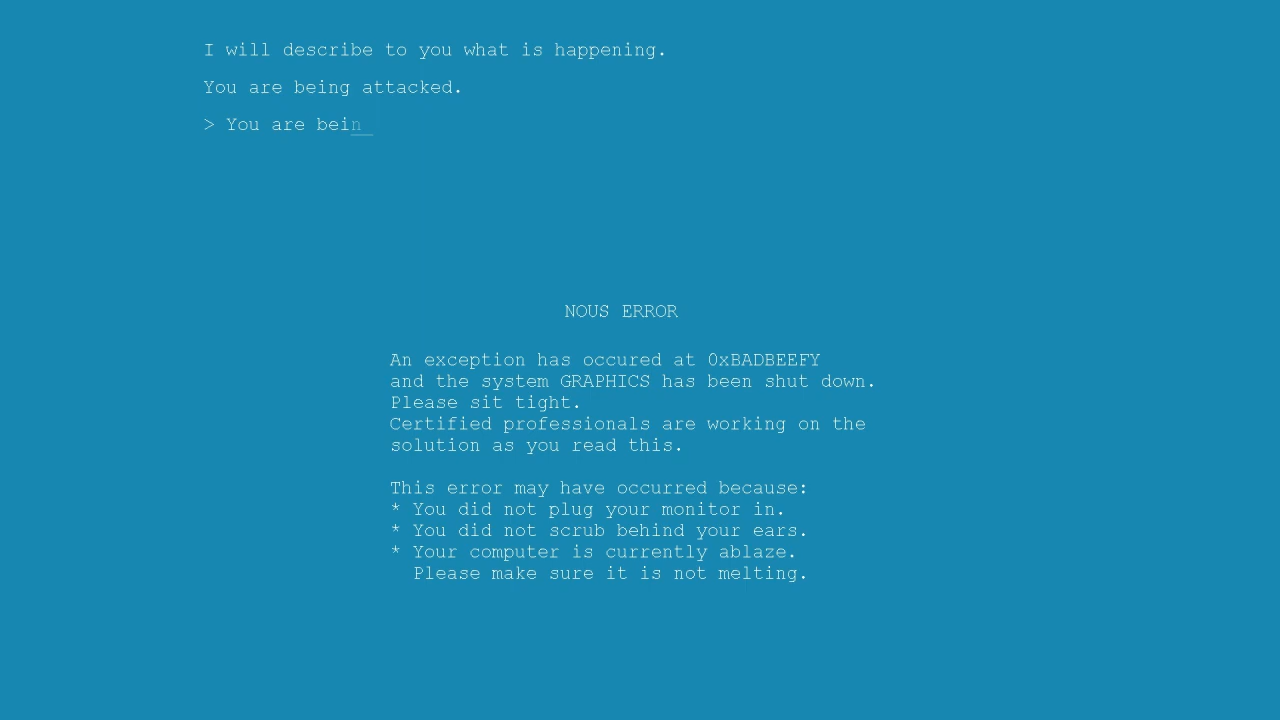 I will describe to you what is happening.
You are being attacked.
> You are bein_
NOUS ERROR
An exception has occured at 0xBADBEEFY
and the system GRAPHICS has been shut down.
Please sit tight.
Certified professionals are working on the
solution as you read this.
This error may have occurred because:
* You did not plug your monitor in.
* You did not scrub behind your ears.
* Your computer is currently ablaze.
Please make sure it is not melting.